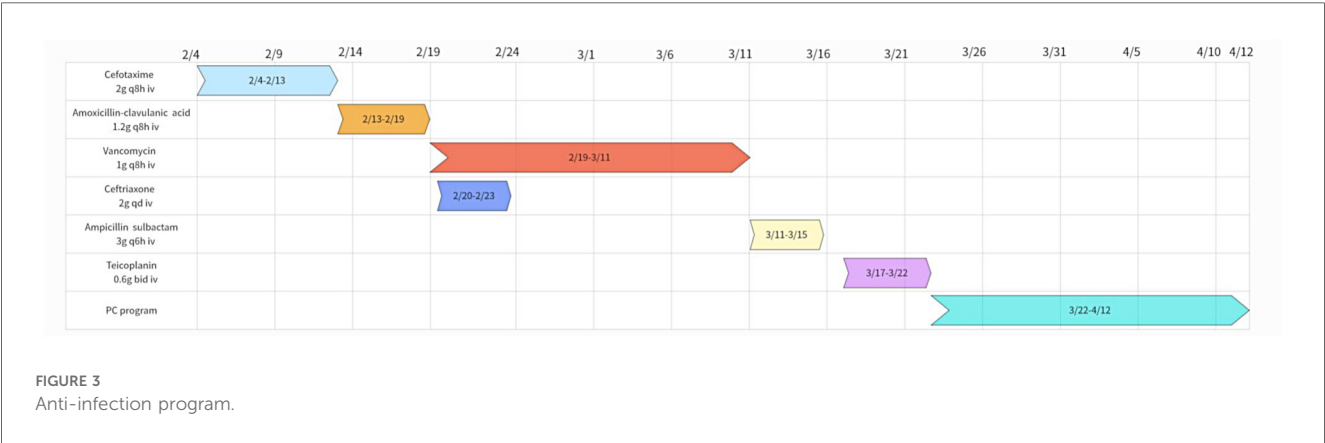 2/4 2/9 2/14 2/19 2/24 3/1 3/6 3/11 3/16 3/21 3/26 3/31 4/5 4/10 4/12
Cefotaxime
2g q8h iv
2/4-2/13
Amoxicillin-clavulanic acid
1.2g q8h iv
2/13-2/19
Vancomycin
1g q8h iv
2/19-3/11
Ceftriaxone
2g qd iv
2/20-2/23
Ampicillin sulbactam
3g q6h iv
3/11-3/15
Teicoplanin
0.6g bid iv
3/17-3/22
PC program
3/22-4/12
FIGURE 3
Anti-infection program.